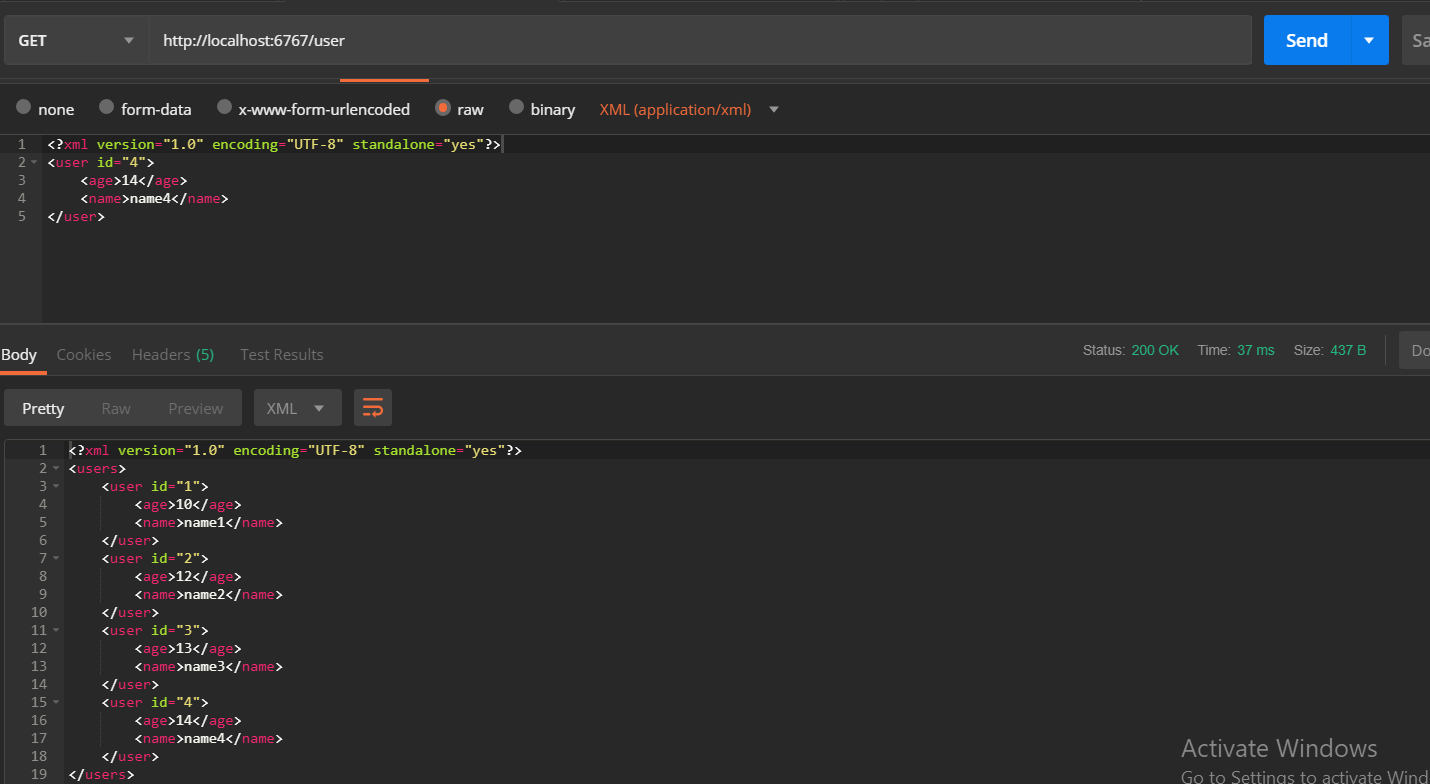 GET http://localhost:6767/user Send Sa
none form-data x-www-form-urlencoded raw binary XML (application/xml)
1 <?xml version="1.0" encoding="UTF-8" standalone="yes"?>
2 <user id="4">
3 <age>14</age>
4 <name>name4</name>
5 </user>
Body Cookies Headers (5) Test Results Status: 200 OK Time: 37 ms Size: 437 B Do
Pretty Raw Preview XML
1 <?xml version="1.0" encoding="UTF-8" standalone="yes"?>
2 <users>
3 <user id="1">
4 <age>10</age>
5 <name>name1</name>
6 </user>
7 <user id="2">
8 <age>12</age>
9 <name>name2</name>
10 </user>
11 <user id="3">
12 <age>13</age>
13 <name>name3</name>
14 </user>
15 <user id="4">
16 <age>14</age>
17 <name>name4</name>
18 </user>
19 </users>
Activate Windows
Go to Settings to activate Wind